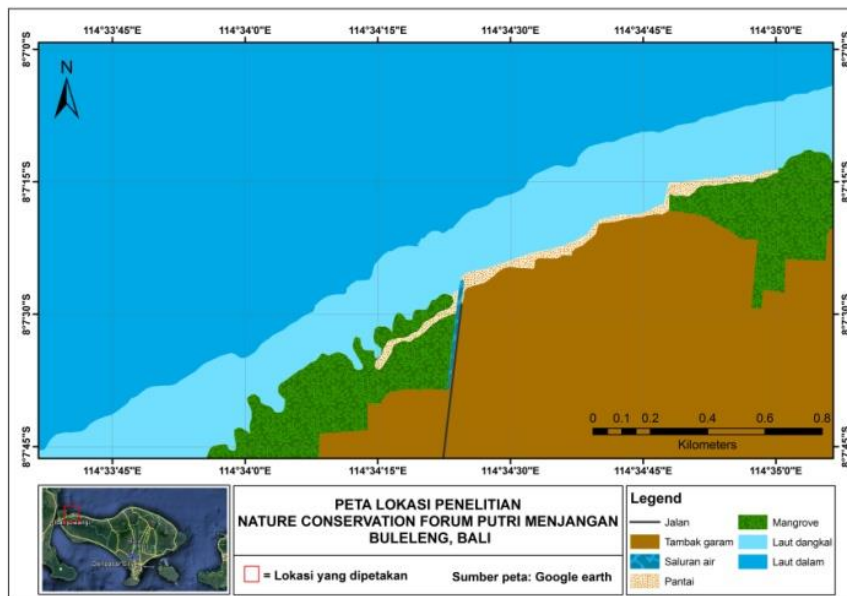 114°33'45"E 114°34'0"E 114°34'15"E 114°34'30"E 114°34'45"E 114°35'0"E
8°7'0"S 8°7'0"S
N
8°7'15"S 8°7'15"S
8°7'30"S 8°7'30"S
0 0.1 0.2 0.4 0.6 0.8
Kilometers
8°7'45"S 8°7'45"S
114°33'45"E 114°34'0"E 114°34'15"E 114°34'30"E 114°34'45"E 114°35'0"E
PETA LOKASI PENELITIAN
NATURE CONSERVATION FORUM PUTRI MENJANGAN
BULELENG, BALI
= Lokasi yang dipetakan
Sumber peta: Google earth
Legend
Jalan
Tambak garam
Saluran air
Pantai
Mangrove
Laut dangkal
Laut dalam